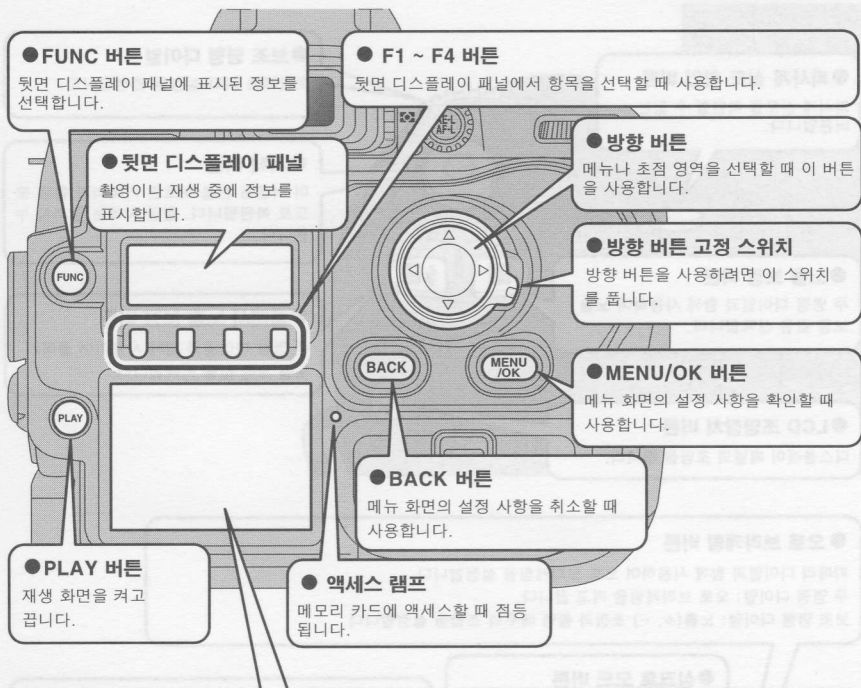 ●FUNC 버튼
뒷면 디스플레이 패널에 표시된 정보를
선택합니다.
● F1 ~ F4 버튼
뒷면 디스플레이 패널에서 항목을 선택할 때 사용합니다.
●뒷면 디스플레이 패널
촬영이나 재생 중에 정보를
표시합니다.
●방향 버튼
메뉴나 초점 영역을 선택할 때 이 버튼
을 사용합니다.
●방향 버튼 고정 스위치
방향 버튼을 사용하려면 이 스위치
를 풉니다.
AE-L
AF-L
FUNC
BACK
MENU
/OK
PLAY
●MENU/OK 버튼
메뉴 화면의 설정 사항을 확인할 때
사용합니다.
●BACK 버튼
메뉴 화면의 설정 사항을 취소할 때
사용합니다.
●PLAY 버튼
재생 화면을 켜고
끕니다.
● 액세스 램프
메모리 카드에 액세스할 때 점등
됩니다.